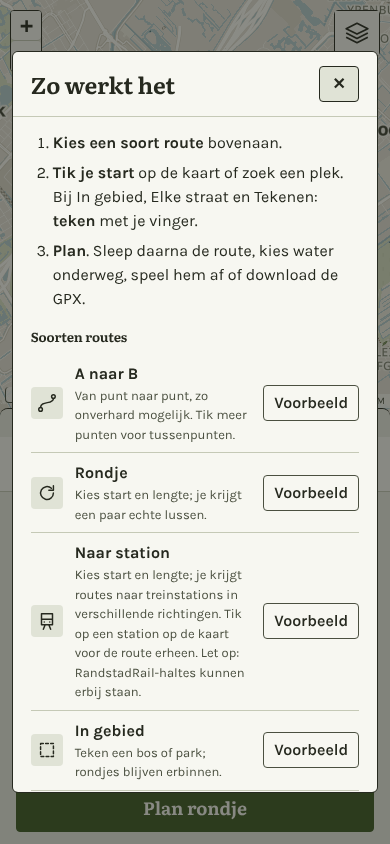 +
Zo werkt het
×
1. Kies een soort route bovenaan.
2. Tik je start op de kaart of zoek een plek.
Bij In gebied, Elke straat en Tekenen:
teken met je vinger.
3. Plan. Sleep daarna de route, kies water
onderweg, speel hem af of download de
GPX.
Soorten routes
A naar B
Van punt naar punt, zo
onverhard mogelijk. Tik meer
punten voor tussenpunten.
Voorbeeld
Rondje
Kies start en lengte; je krijgt
een paar echte lussen.
Voorbeeld
Naar station
Kies start en lengte; je krijgt
routes naar treinstations in
verschillende richtingen. Tik
op een station op de kaart
voor de route erheen. Let op:
RandstadRail-haltes kunnen
erbij staan.
Voorbeeld
In gebied
Teken een bos of park;
rondjes blijven erbinnen.
Voorbeeld
Plan rondje